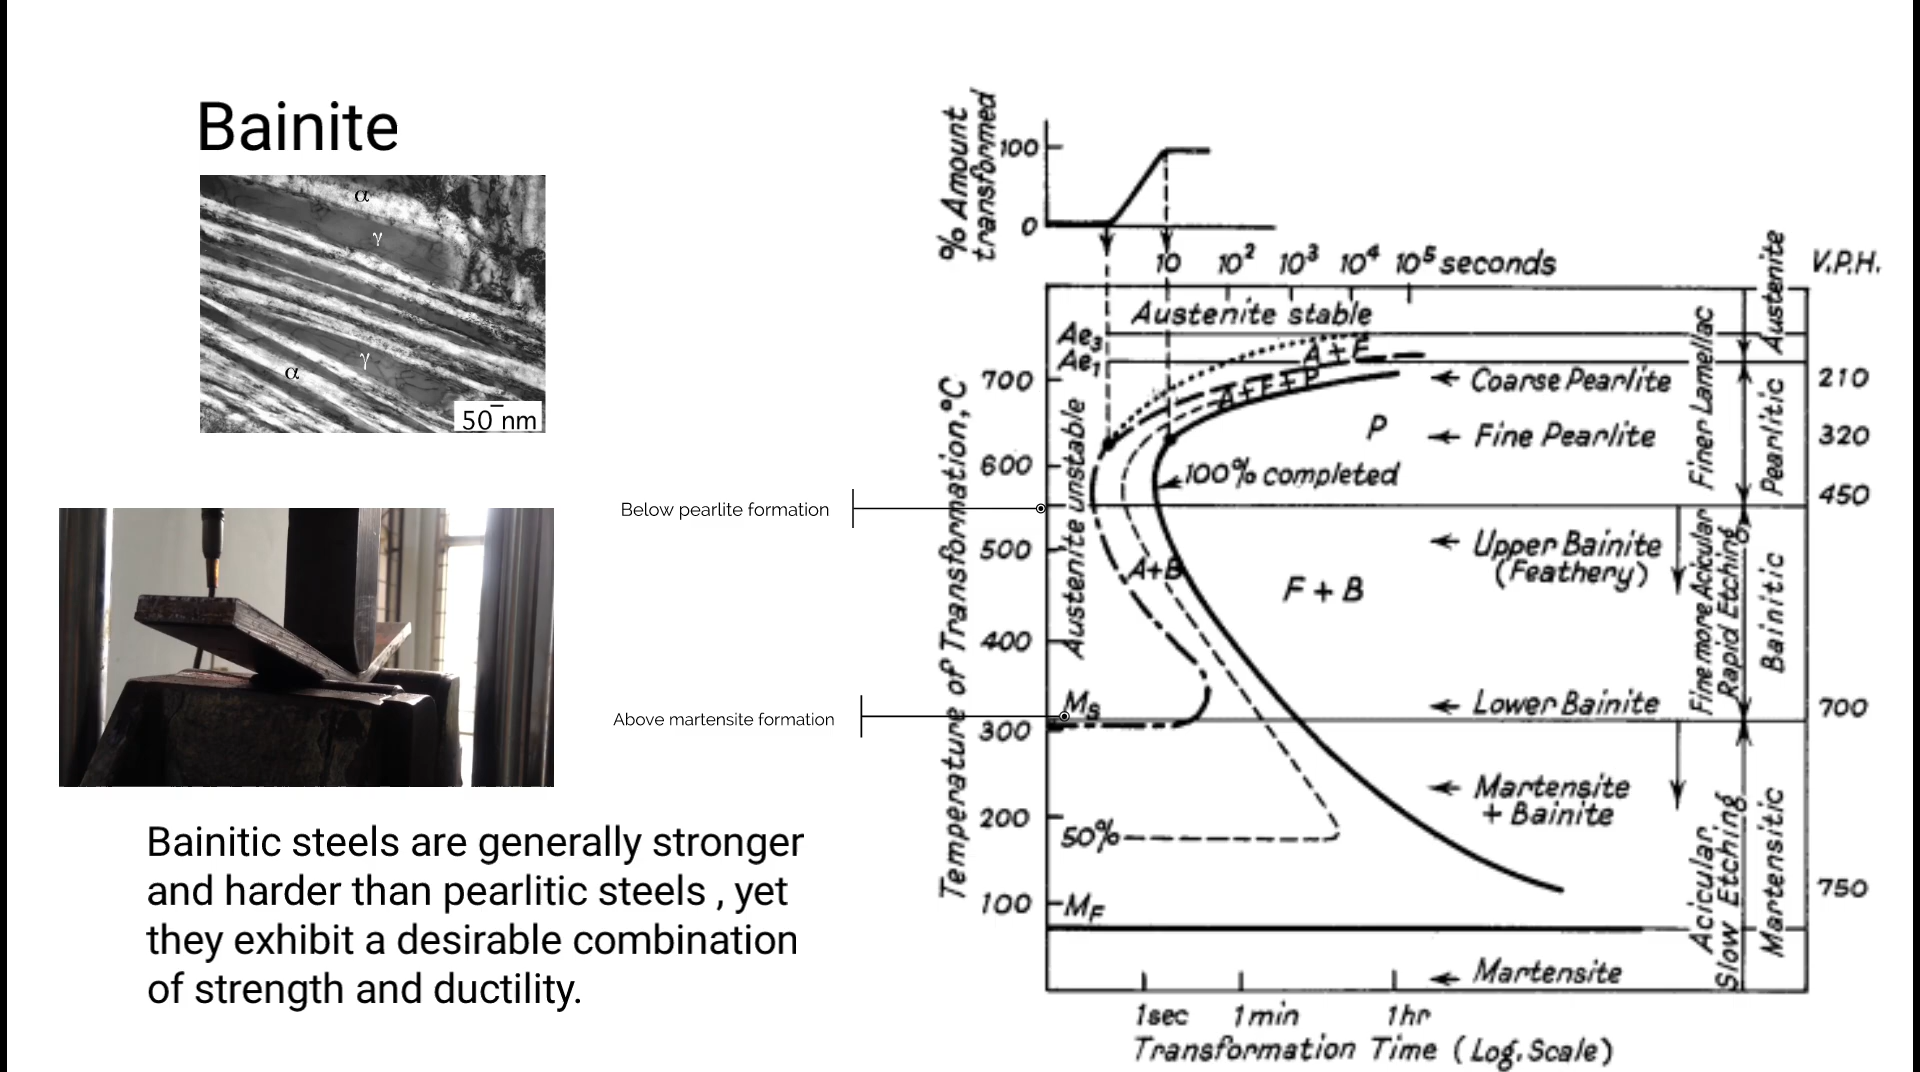 Bainite
α
γ
γ
α
50 nm
Below pearlite formation
Above martensite formation
Bainitic steels are generally stronger
and harder than pearlitic steels , yet
they exhibit a desirable combination
of strength and ductility.
% Amount
transformed
100
0
10 10² 10³ 10⁴ 10⁵ seconds
V.P.H.
Austenite stable
Ae₃
Ae₁
A+F
A+F+P
Temperature of Transformation,°C
700
600
500
400
300
200
100
Austenite unstable
P
100% completed
A+B
F + B
Mₛ
50%
M_F
Coarse Pearlite
Fine Pearlite
Upper Bainite
(Feathery)
Lower Bainite
Martensite
+ Bainite
Martensite
Finer Lamellac
Fine more Acicular
Rapid Etching
Acicular
Slow Etching
Austenite
Pearlitic
Bainitic
Martensitic
210
320
450
700
750
1sec 1min 1hr
Transformation Time (Log. Scale)